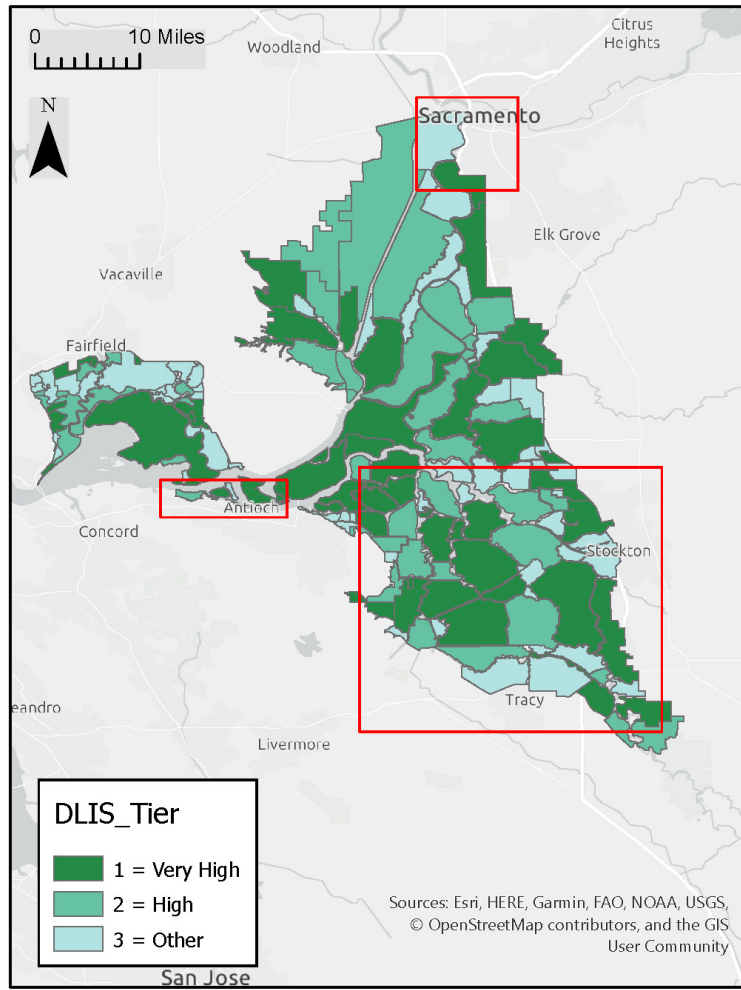 0 10 Miles
Woodland
Citrus
Heights
N
Sacramento
Elk Grove
Vacaville
Fairfield
Antioch
Concord
Stockton
Tracy
eandro
Livermore
DLIS_Tier
1 = Very High
2 = High
3 = Other
Sources: Esri, HERE, Garmin, FAO, NOAA, USGS,
© OpenStreetMap contributors, and the GIS
User Community
San Jose